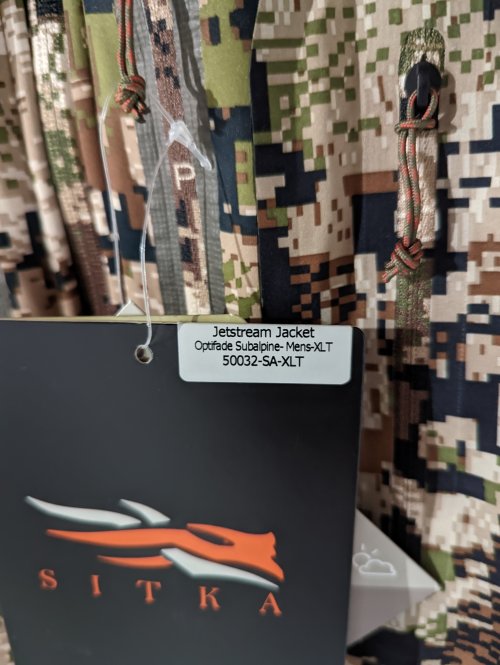 Jetstream Jacket
Optifade Subalpine- Mens-XLT
50032-SA-XLT
SITKA